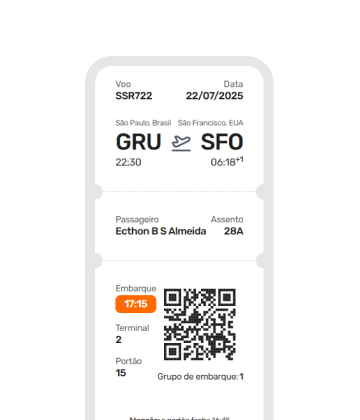 Voo Data
SSR722 22/07/2025
São Paulo, Brasil São Francisco, EUA
GRU SFO
22:30 06:18+1
Passageiro Assento
Ecthon B S Almeida 28A
Embarque
17:15
Terminal
2
Portão
15
Grupo de embarque: 1